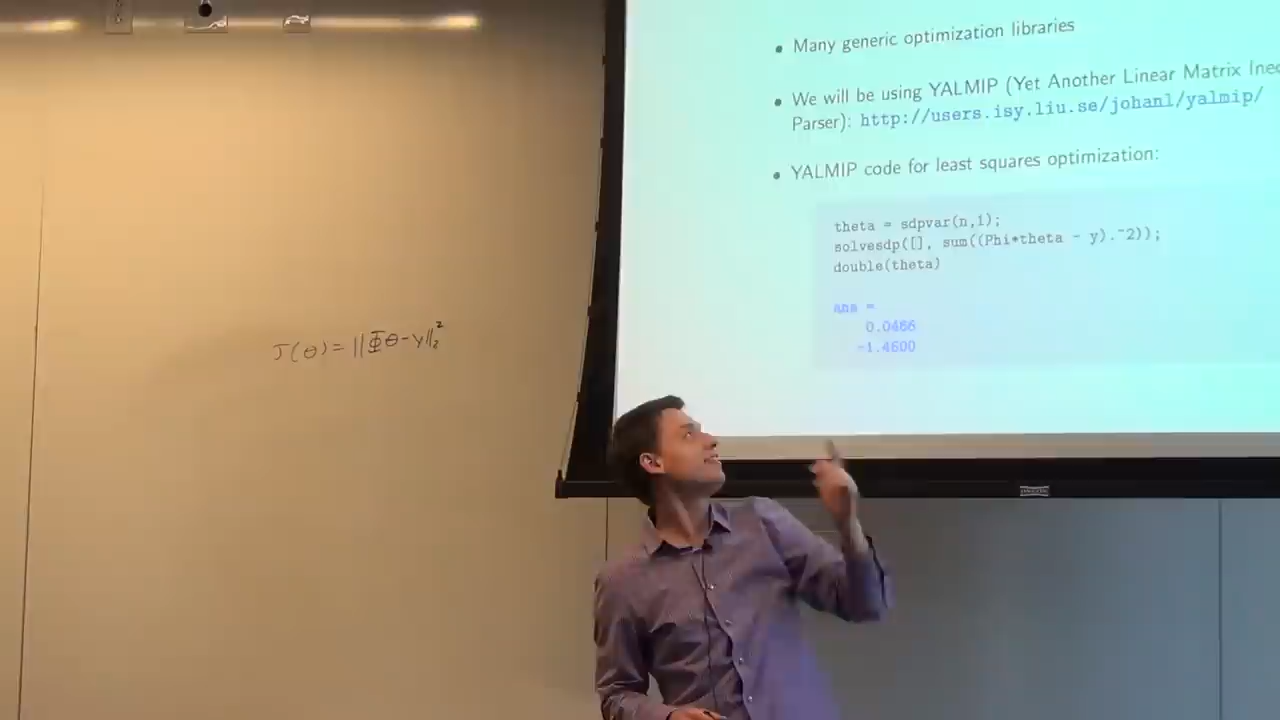 • Many generic optimization libraries
• We will be using YALMIP (Yet Another Linear Matrix Ineq
Parser): http://users.isy.liu.se/johanl/yalmip/
• YALMIP code for least squares optimization:
theta = sdpvar(n,1);
solvesdp([], sum((Phi*theta - y).^2));
double(theta)
ans =
0.0466
-1.4600
J(θ) = ||Φθ-y||₂²